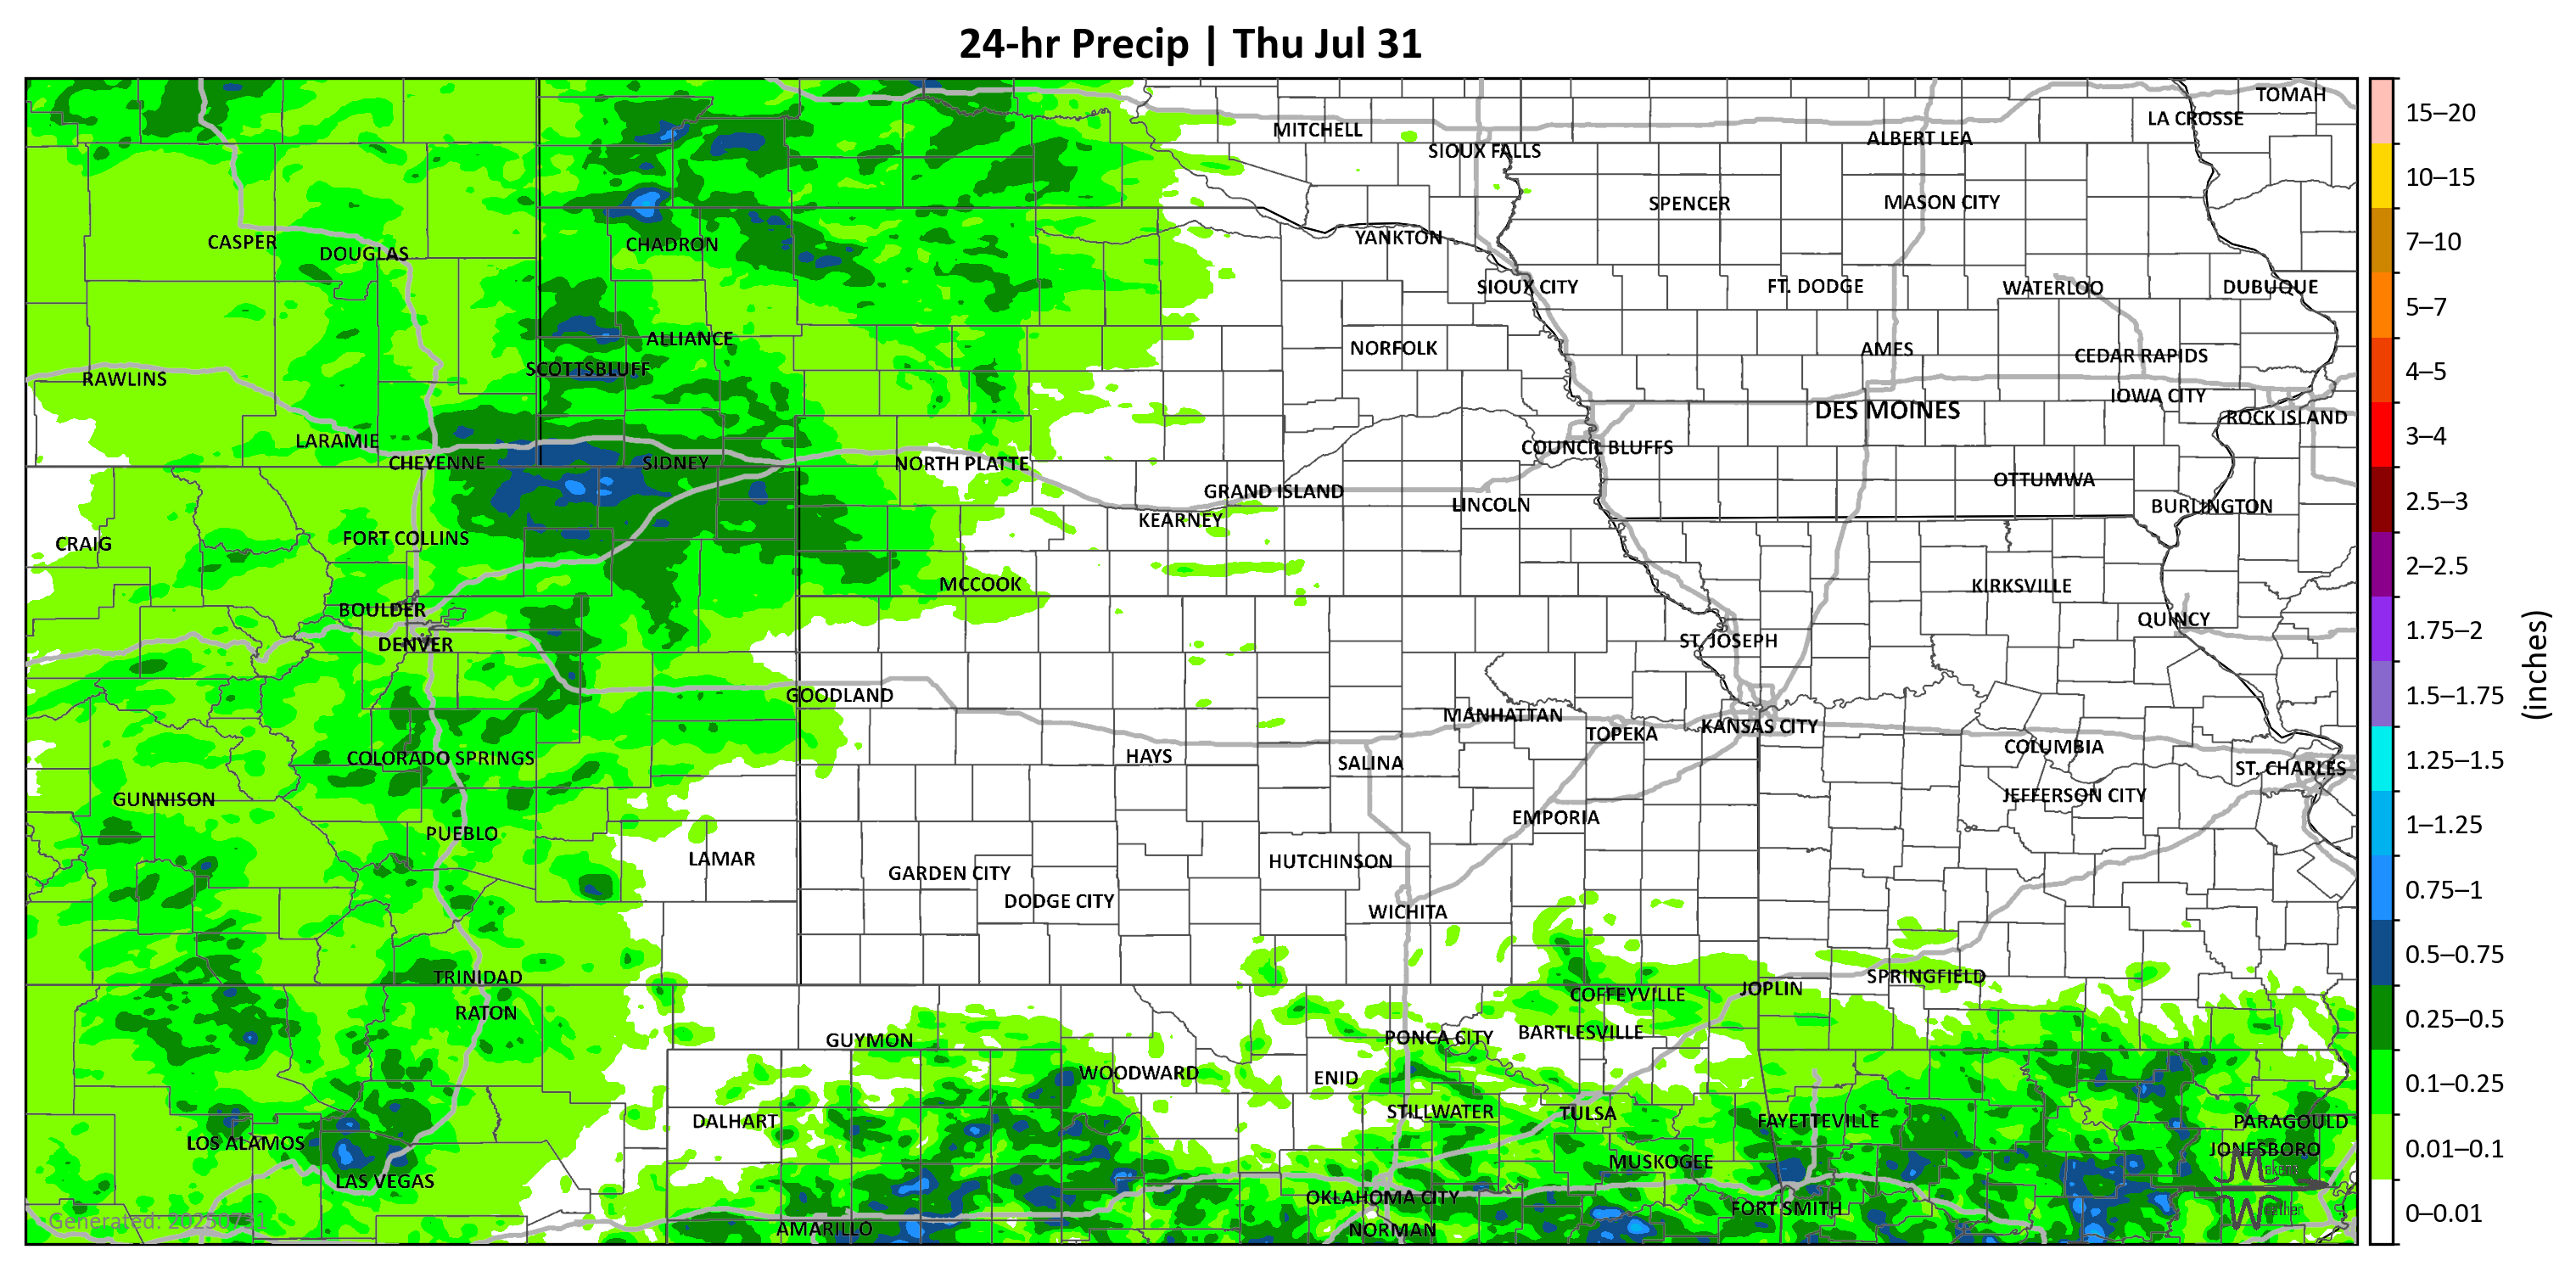 24-hr Precip | Thu Jul 31
TOMAH
LA CROSSE
MITCHELL
ALBERT LEA
SIOUX FALLS
SPENCER
MASON CITY
CASPER
DOUGLAS
CHADRON
YANKTON
SIOUX CITY
FT. DODGE
WATERLOO
DUBUQUE
ALLIANCE
NORFOLK
AMES
CEDAR RAPIDS
SCOTTSBLUFF
RAWLINS
IOWA CITY
DES MOINES
ROCK ISLAND
LARAMIE
COUNCIL BLUFFS
CHEYENNE
SIDNEY
NORTH PLATTE
OTTUMWA
GRAND ISLAND
LINCOLN
BURLINGTON
KEARNEY
CRAIG
FORT COLLINS
MCCOOK
KIRKSVILLE
BOULDER
QUINCY
DENVER
ST. JOSEPH
GOODLAND
MANHATTAN
TOPEKA
KANSAS CITY
COLUMBIA
COLORADO SPRINGS
HAYS
SALINA
ST. CHARLES
GUNNISON
JEFFERSON CITY
PUEBLO
EMPORIA
LAMAR
GARDEN CITY
HUTCHINSON
DODGE CITY
WICHITA
TRINIDAD
SPRINGFIELD
COFFEYVILLE
JOPLIN
RATON
GUYMON
PONCA CITY
BARTLESVILLE
WOODWARD
ENID
DALHART
STILLWATER
TULSA
FAYETTEVILLE
PARAGOULD
LOS ALAMOS
JONESBORO
MUSKOGEE
LAS VEGAS
OKLAHOMA CITY
FORT SMITH
AMARILLO
NORMAN
Generated: 20250731
Makens
Weather
15–20
10–15
7–10
5–7
4–5
3–4
2.5–3
2–2.5
1.75–2
1.5–1.75
1.25–1.5
1–1.25
0.75–1
0.5–0.75
0.25–0.5
0.1–0.25
0.01–0.1
0–0.01
(inches)